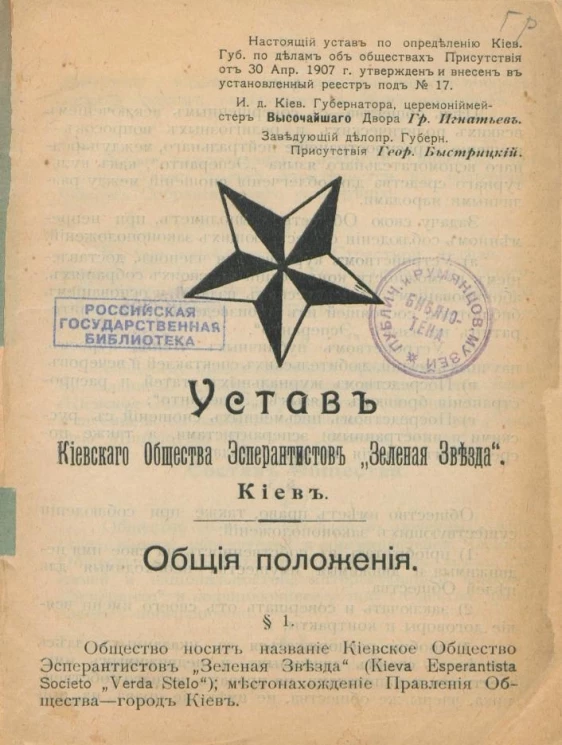 Гр
Настоящій уставъ по опредѣленію Кіев.
Губ. по дѣламъ объ обществахъ Присутствія
отъ 30 Апр. 1907 г. утвержденъ и внесенъ въ
установленный реестръ подъ № 17.
И. д. Кіев. Губернатора, церемоніймей-
стеръ Высочайшаго Двора Гр. Игнатьевъ.
Завѣдующій дѣлопр. Губерн.
Присутствія Геор. Быстрицкій.
РОССИЙСКАЯ
ГОСУДАРСТВЕННАЯ
БИБЛИОТЕКА
ПУБЛИЧ. и РУМЯНЦОВ. МУЗЕЙ
БИБЛІО-
ТЕКА
Уставъ
Кіевскаго Общества Эсперантистовъ „Зеленая Звѣзда“.
Кіевъ.
Общія положенія.
§ 1.
Общество носитъ названіе Кіевское Общество
Эсперантистовъ „Зеленая Звѣзда“ (Kieva Esperantista
Societo „Verda Stelo“); мѣстонахожденіе Правленія Об-
щества—городъ Кіевъ.